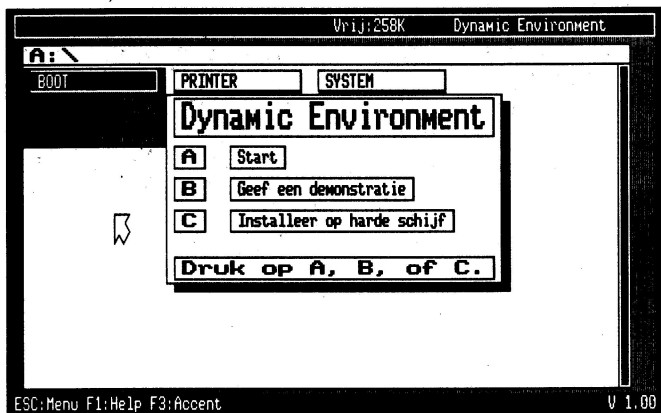 Vrij:258K Dynamic Environment
A:\
BOOT PRINTER SYSTEM
Dynamic Environment
A Start
B Geef een demonstratie
C Installeer op harde schijf
Druk op A, B, of C.
ESC:Menu F1:Help F3:Accent V 1.00